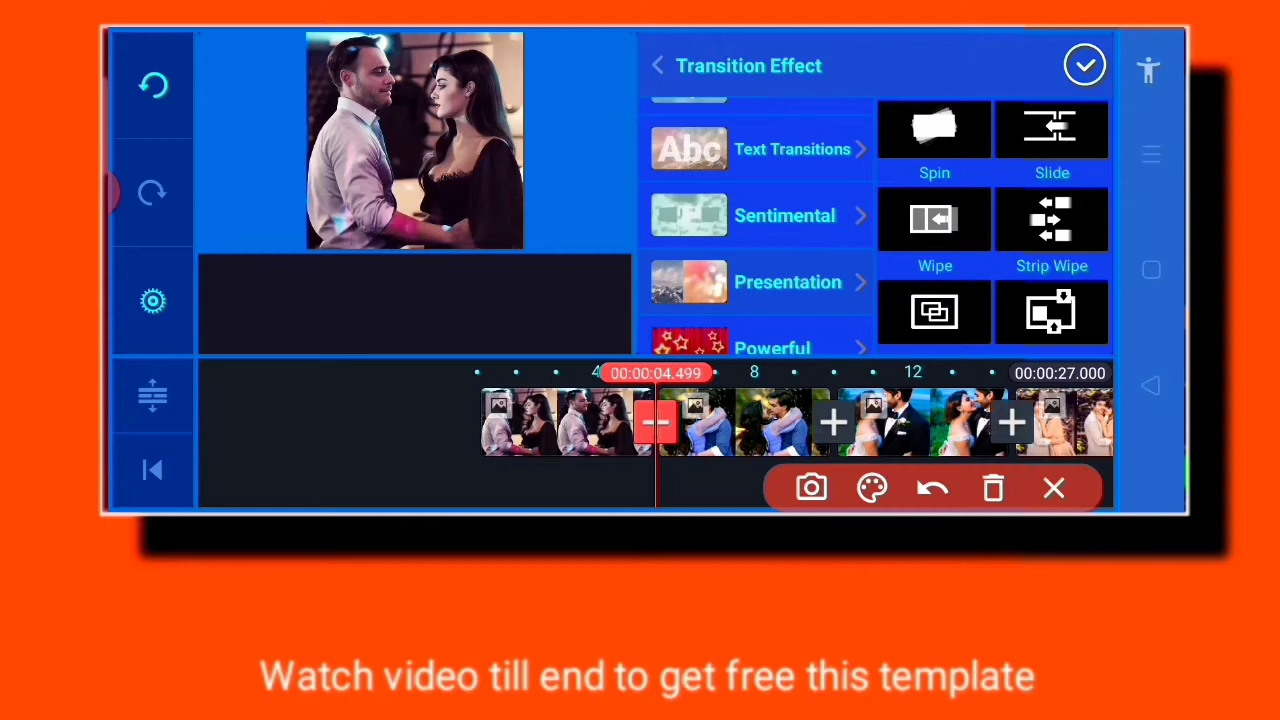 Transition Effect
Abc
Text Transitions
Sentimental
Presentation
Powerful
Spin
Slide
Wipe
Strip Wipe
4
00:00:04.499
8
12
00:00:27.000
Watch video till end to get free this template